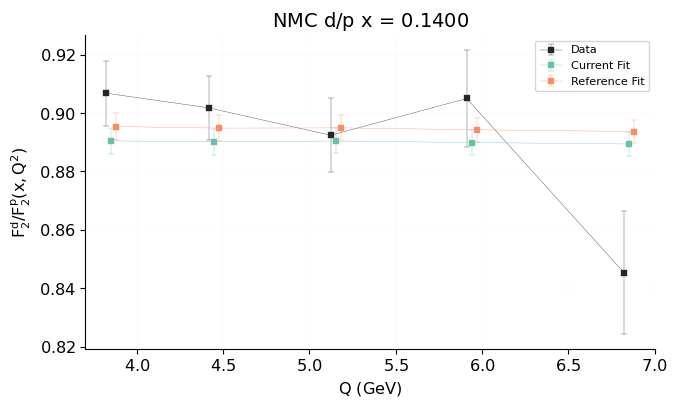 NMC d/p x = 0.1400
Data
Current Fit
Reference Fit
0.92
0.90
0.88
0.86
0.84
0.82
F₂ᵈ/F₂ᵖ(x, Q²)
4.0 4.5 5.0 5.5 6.0 6.5 7.0
Q (GeV)